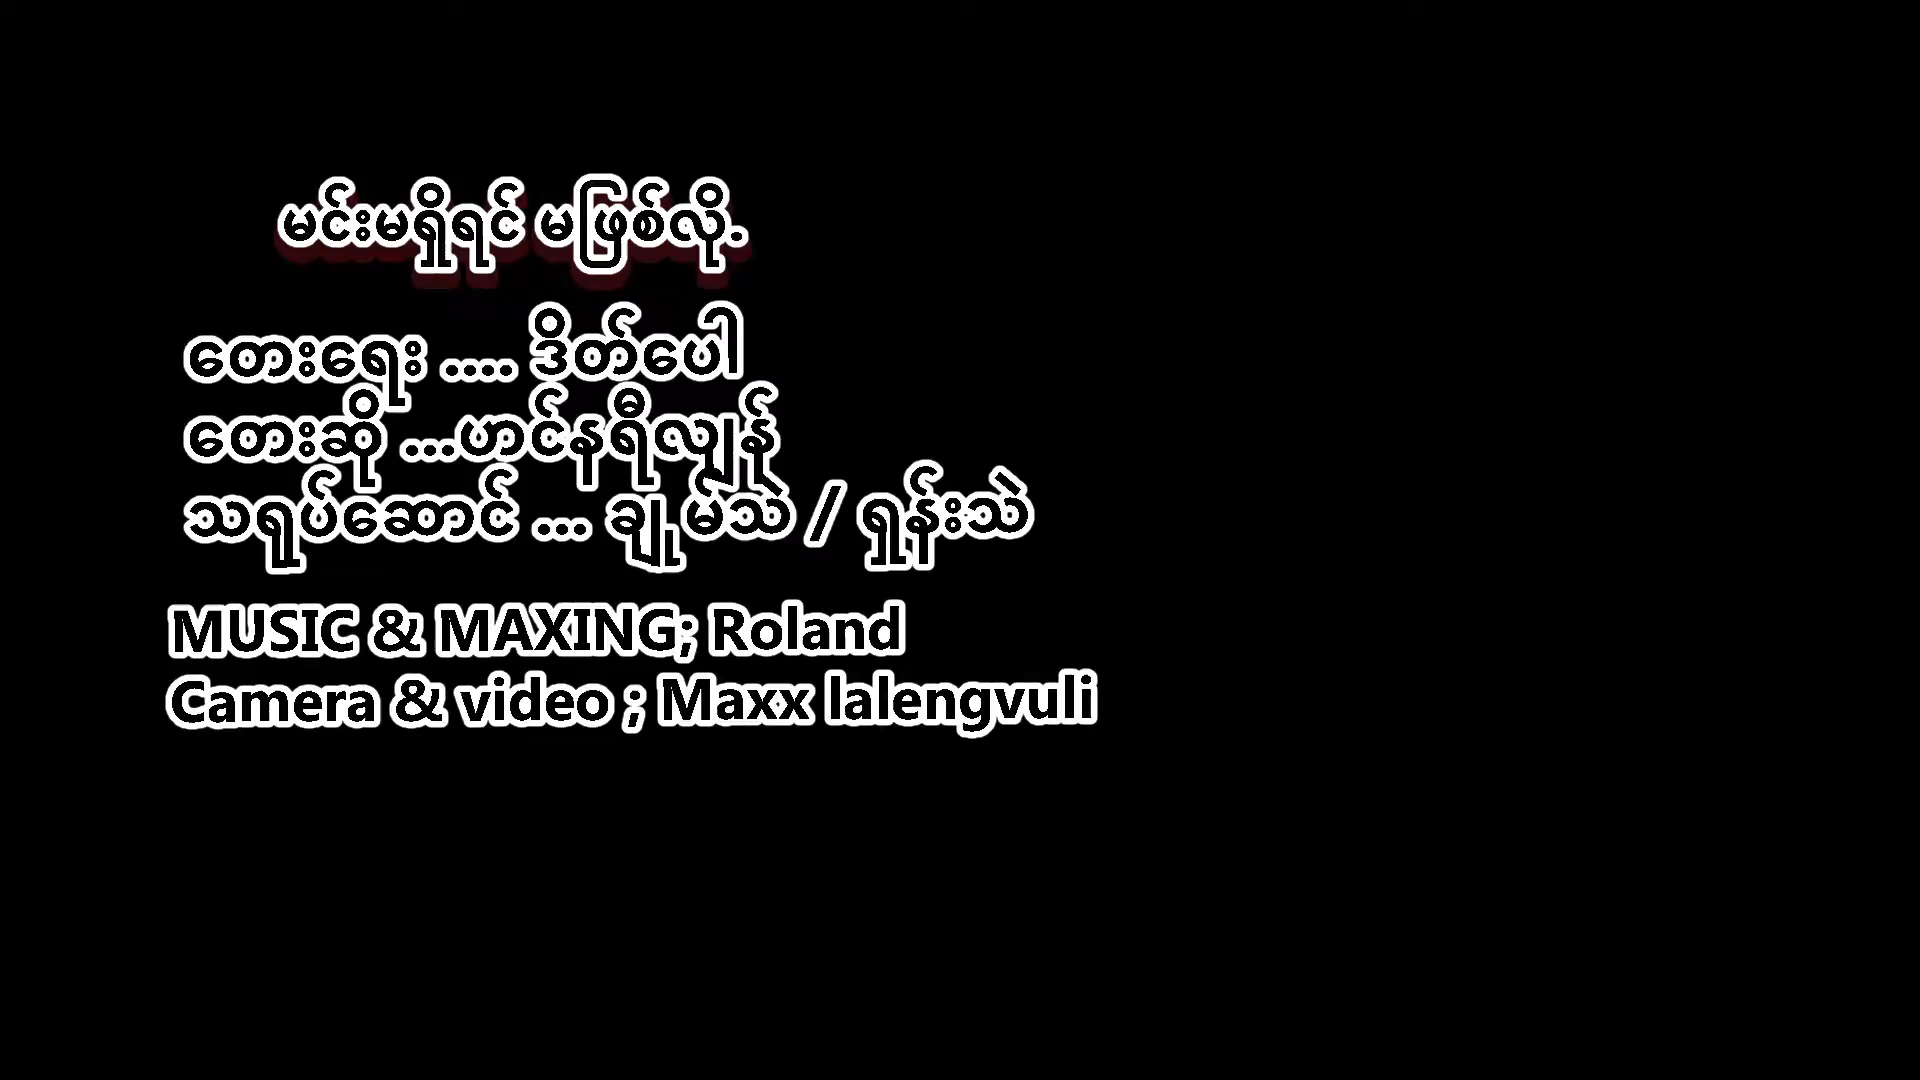 မင်းမရှိရင် မဖြစ်လို.
တေးရေး .... ဒိတ်ပေါ
တေးဆို ...ဟင်နရီလျှန်
သရုပ်ဆောင် ... ချုမ်သဲ / ရှုန်းသဲ
MUSIC & MAXING; Roland
Camera & video ; Maxx lalengvuli